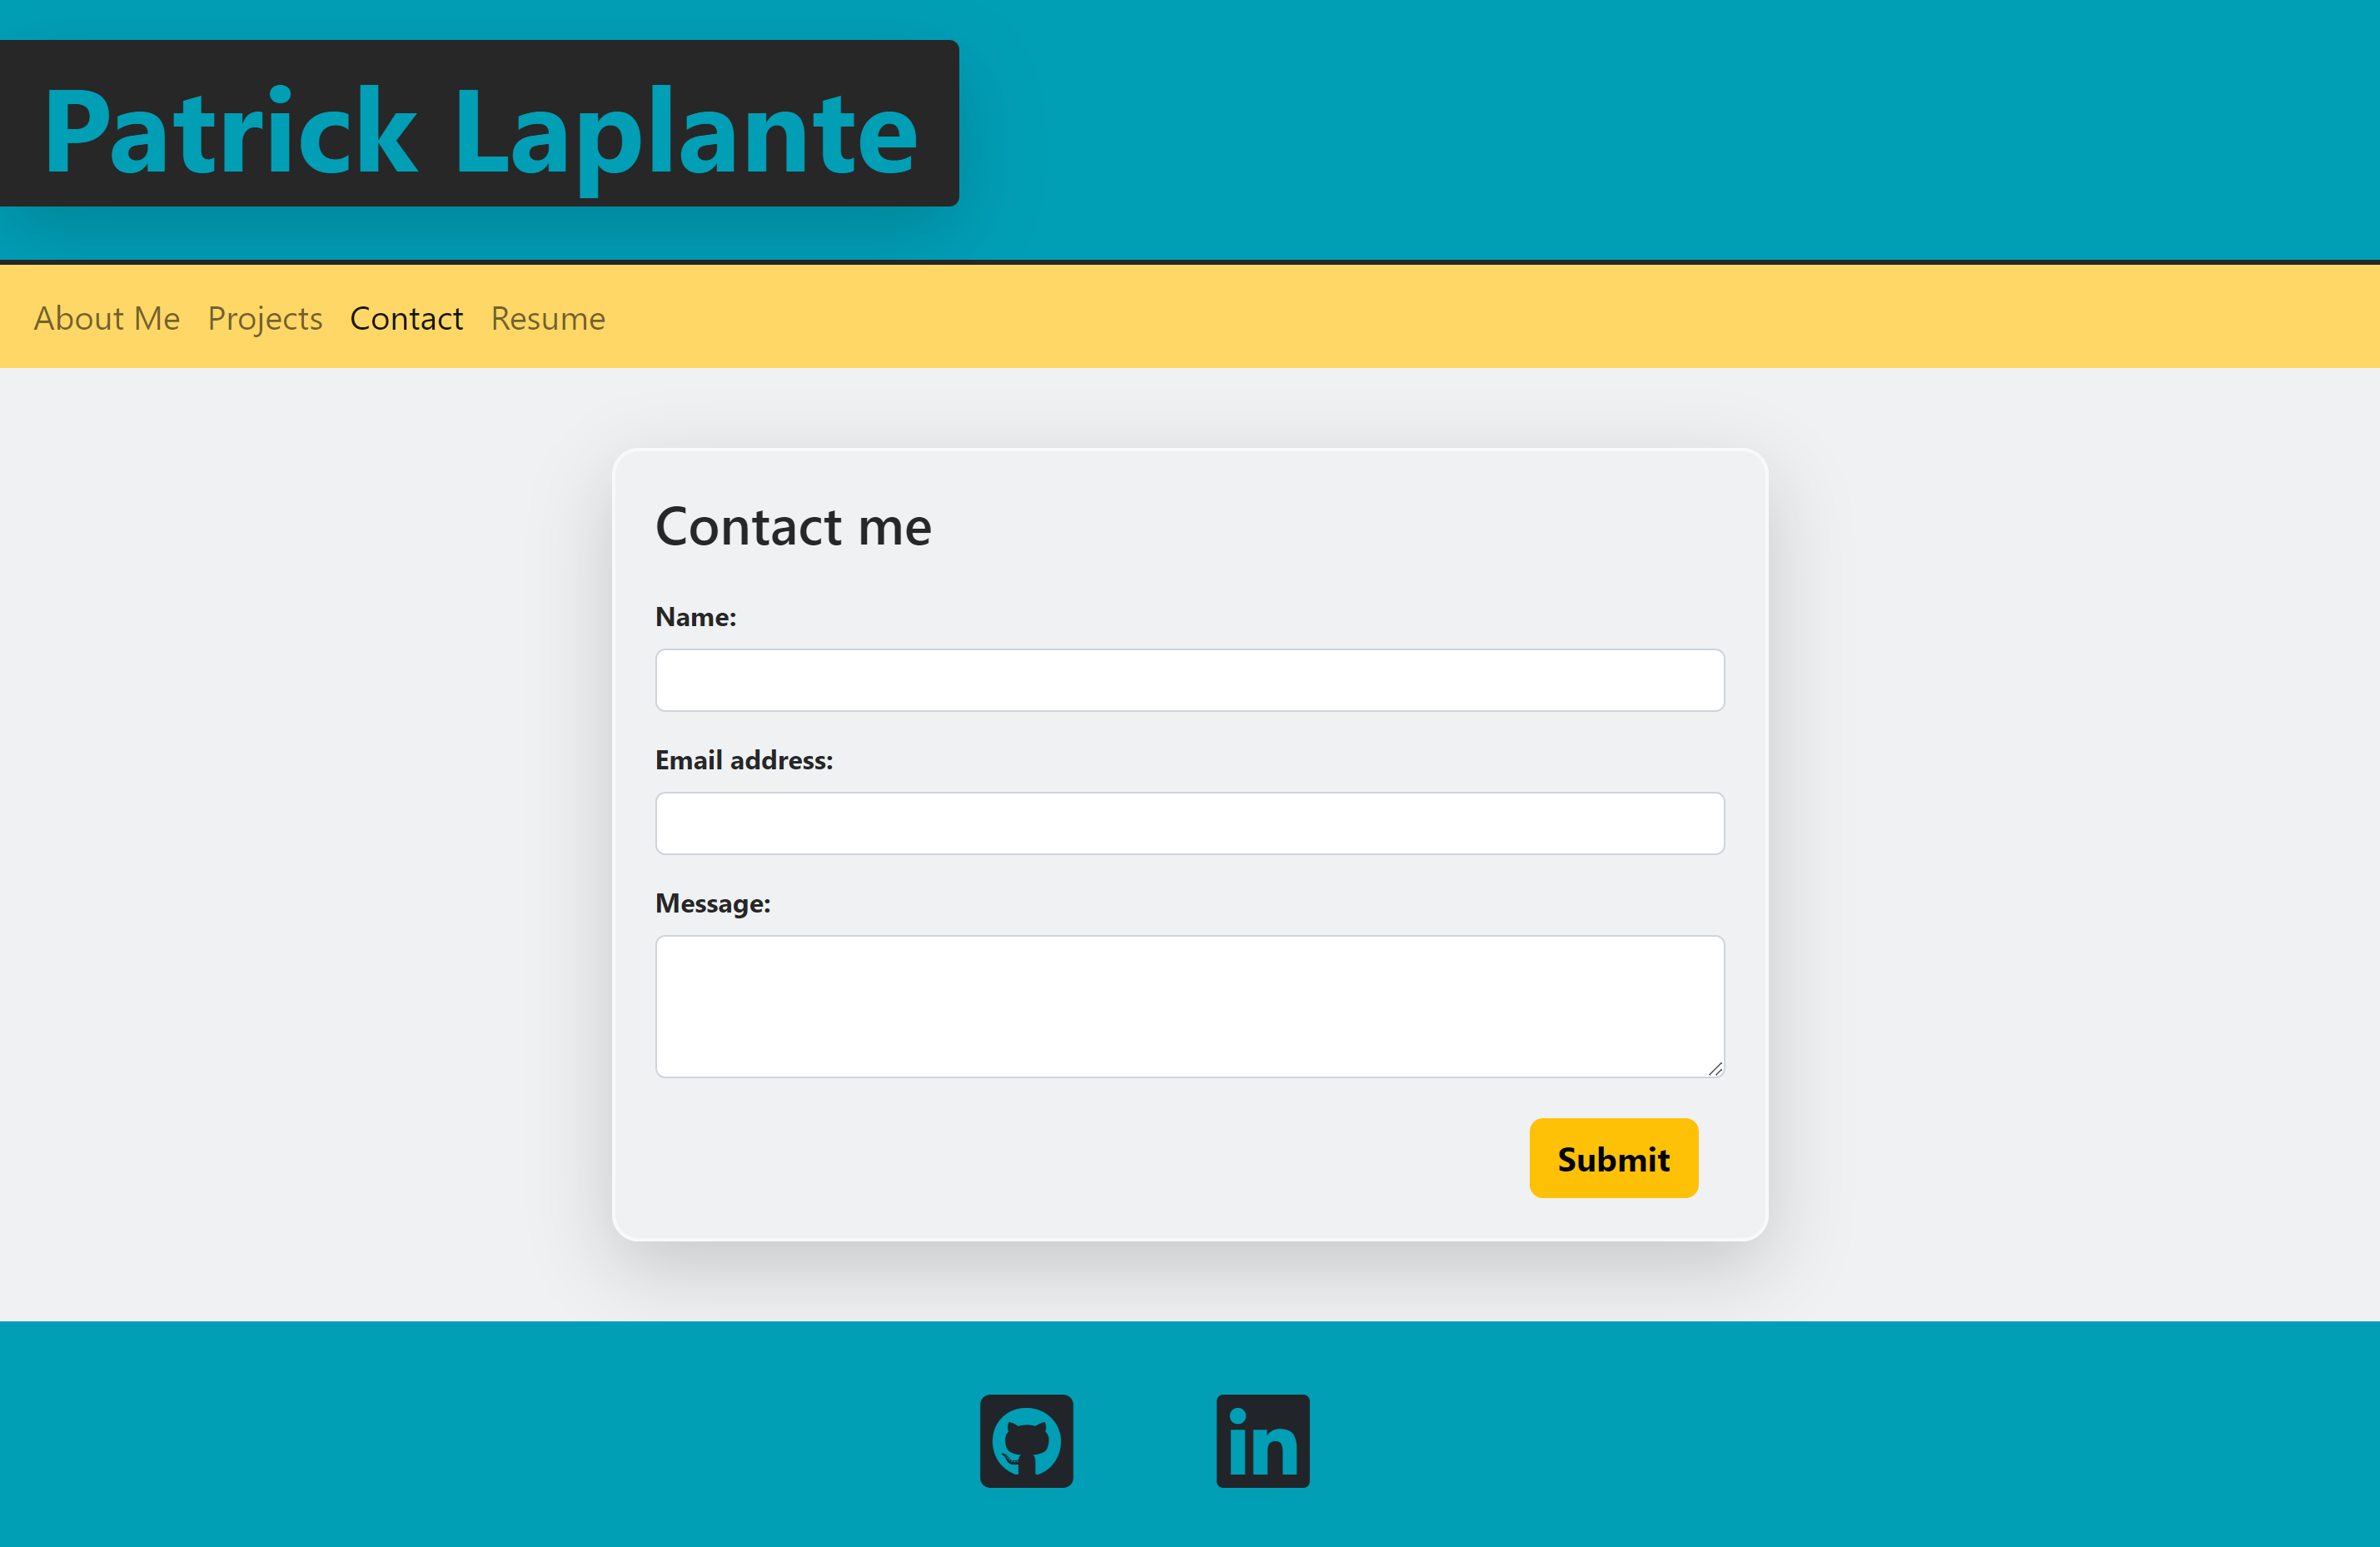 Patrick Laplante
About Me Projects Contact Resume
Contact me
Name:
Email address:
Message:
Submit
in